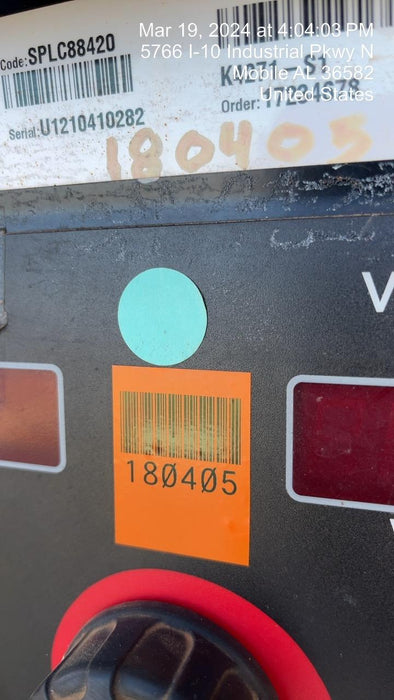 Mar 19, 2024 at 4:04:03 PM
5766 I-10 Industrial Pkwy N
Mobile AL 36582
United States
Code:SPLC88420
Serial:U1210410282
Order:
180405
V
180405